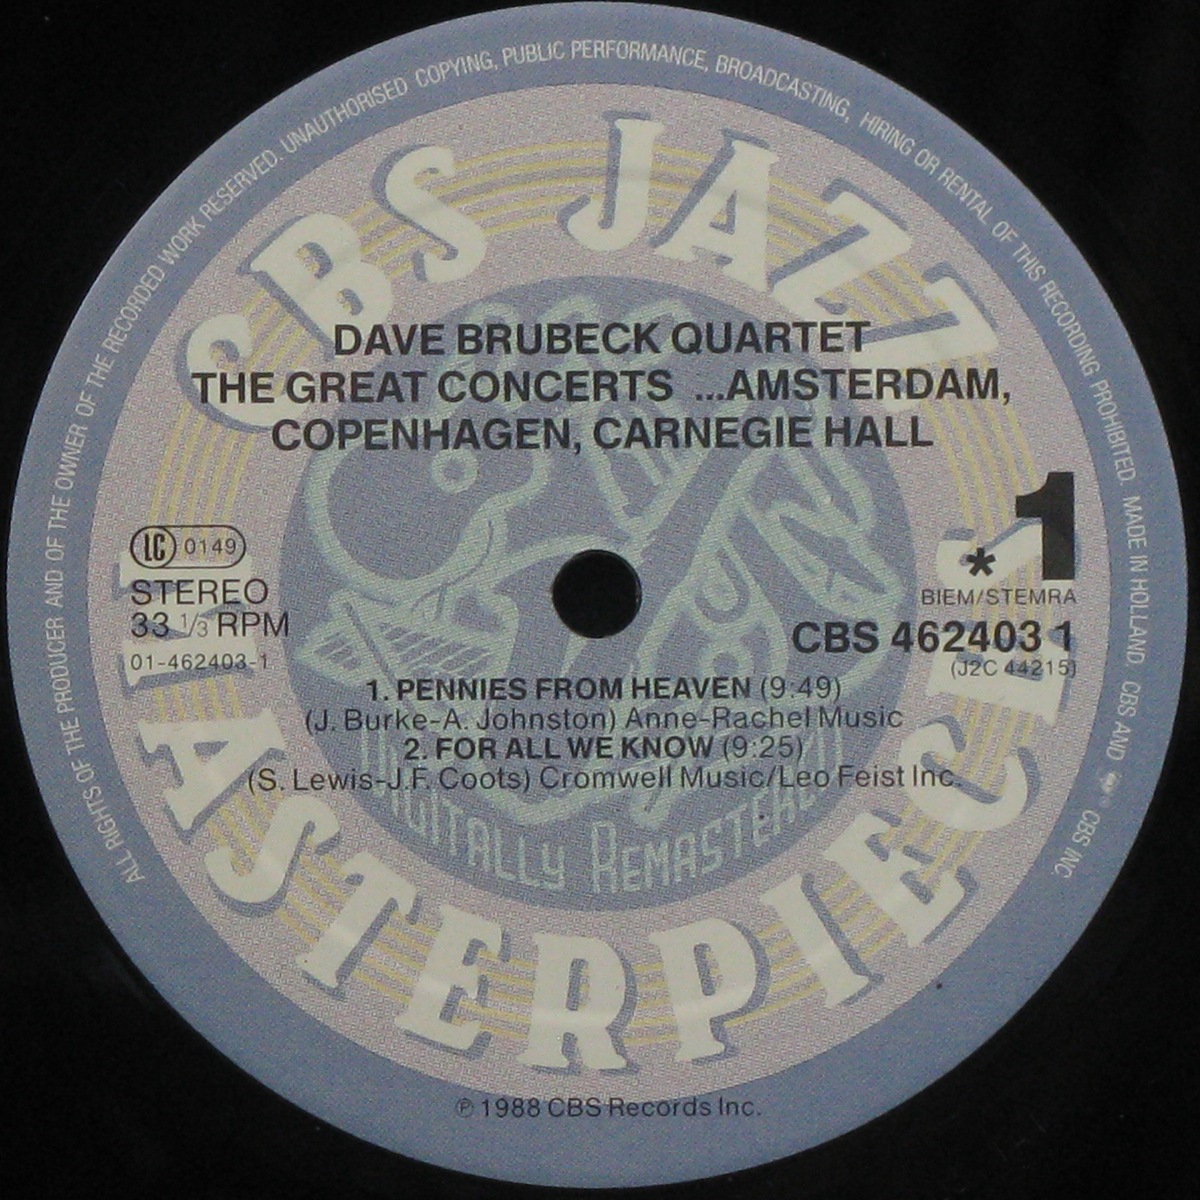 ALL RIGHTS OF THE PRODUCER AND OF THE OWNER OF THE RECORDED WORK RESERVED. UNAUTHORISED COPYING, PUBLIC PERFORMANCE, BROADCASTING, HIRING OR RENTAL OF THIS RECORDING PROHIBITED. MADE IN HOLLAND CBS AND CBS INC
CBS JAZZ
MASTERPIECES
DAVE BRUBECK QUARTET
THE GREAT CONCERTS ...AMSTERDAM,
COPENHAGEN, CARNEGIE HALL
1
LC 0149
*
STEREO
BIEM/STEMRA
33 1/3 RPM
CBS 462403 1
01-462403-1
(J2C 44215)
1. PENNIES FROM HEAVEN (9:49)
(J. Burke-A. Johnston) Anne-Rachel Music
2. FOR ALL WE KNOW (9:25)
(S. Lewis-J.F. Coots) Cromwell Music/Leo Feist Inc.
DIGITALLY REMASTERED
℗ 1988 CBS Records Inc.